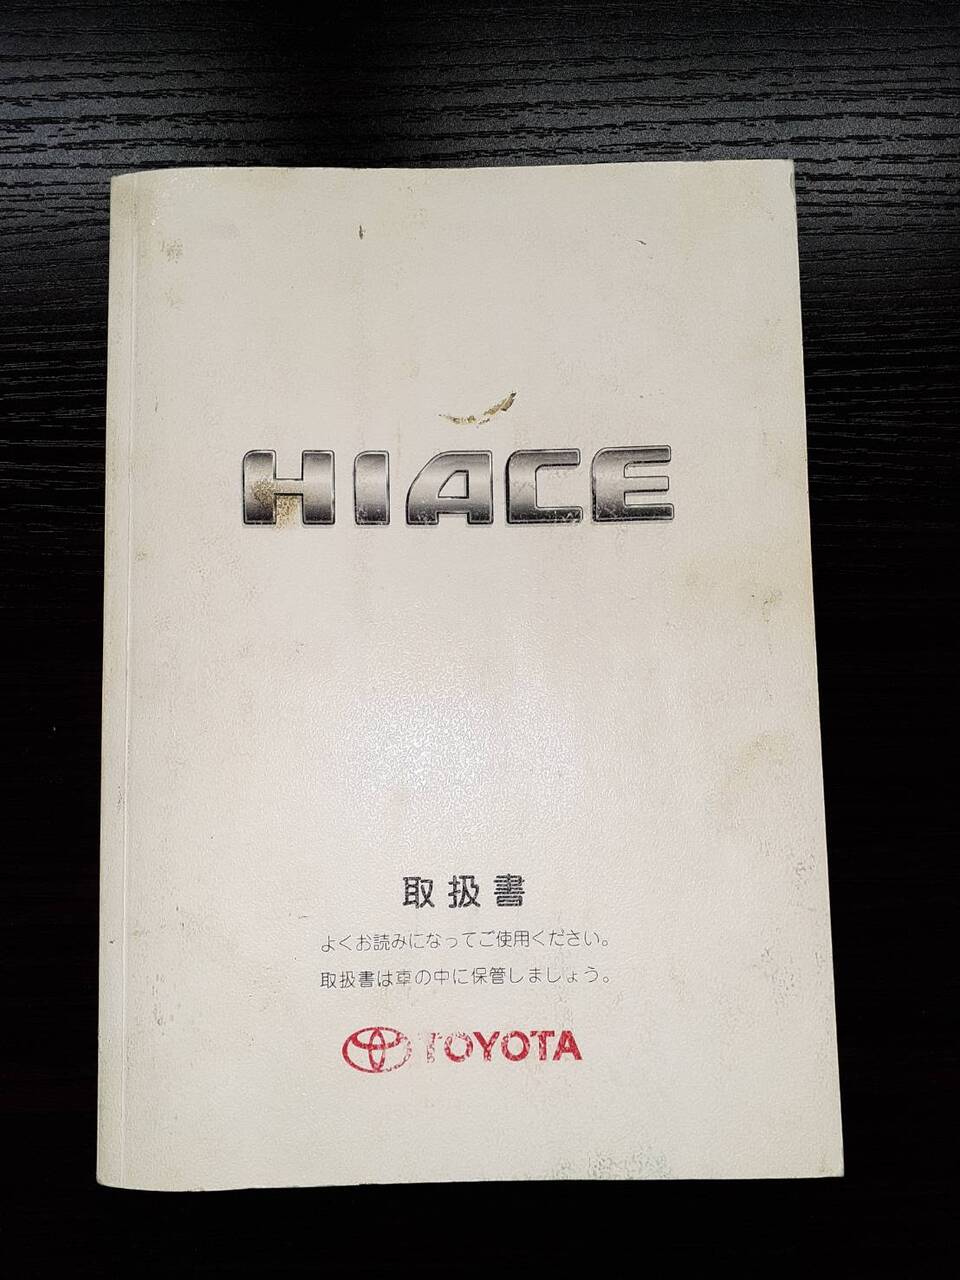 HIACE
取扱書
よくお読みになってご使用ください。
取扱書は車の中に保管しましょう。
TOYOTA